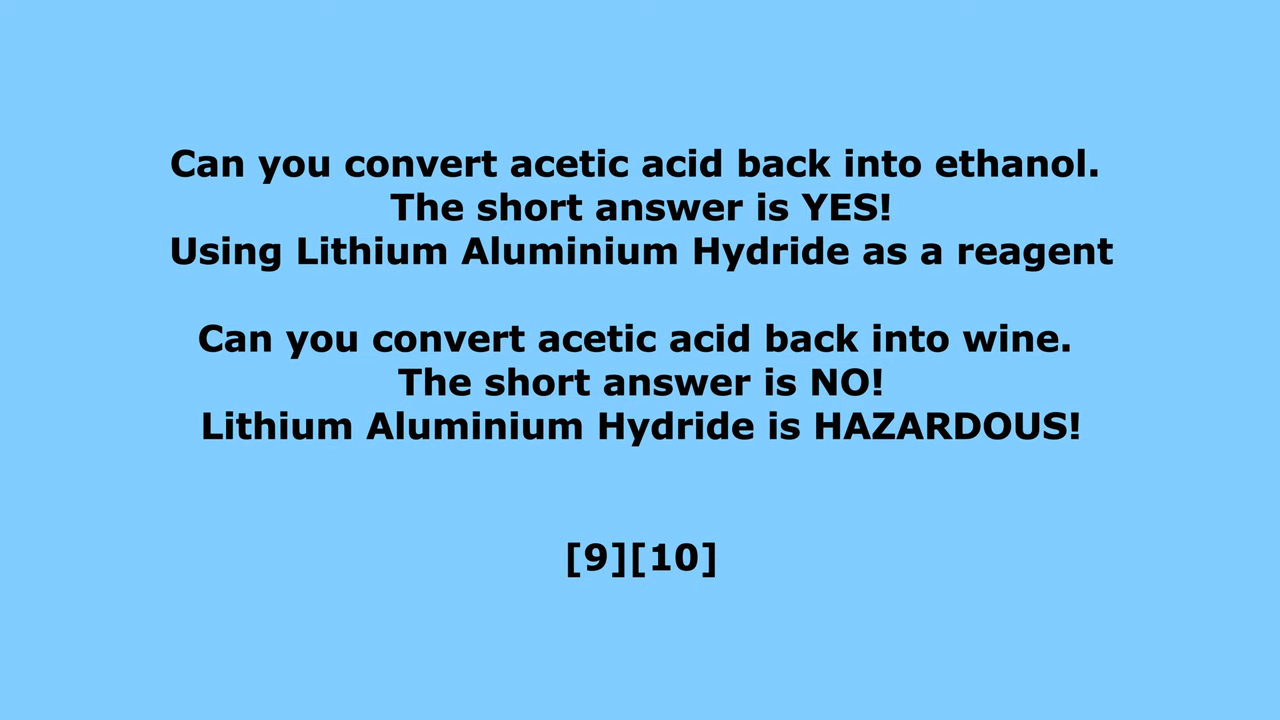 Can you convert acetic acid back into ethanol.
The short answer is YES!
Using Lithium Aluminium Hydride as a reagent
Can you convert acetic acid back into wine.
The short answer is NO!
Lithium Aluminium Hydride is HAZARDOUS!
[9][10]